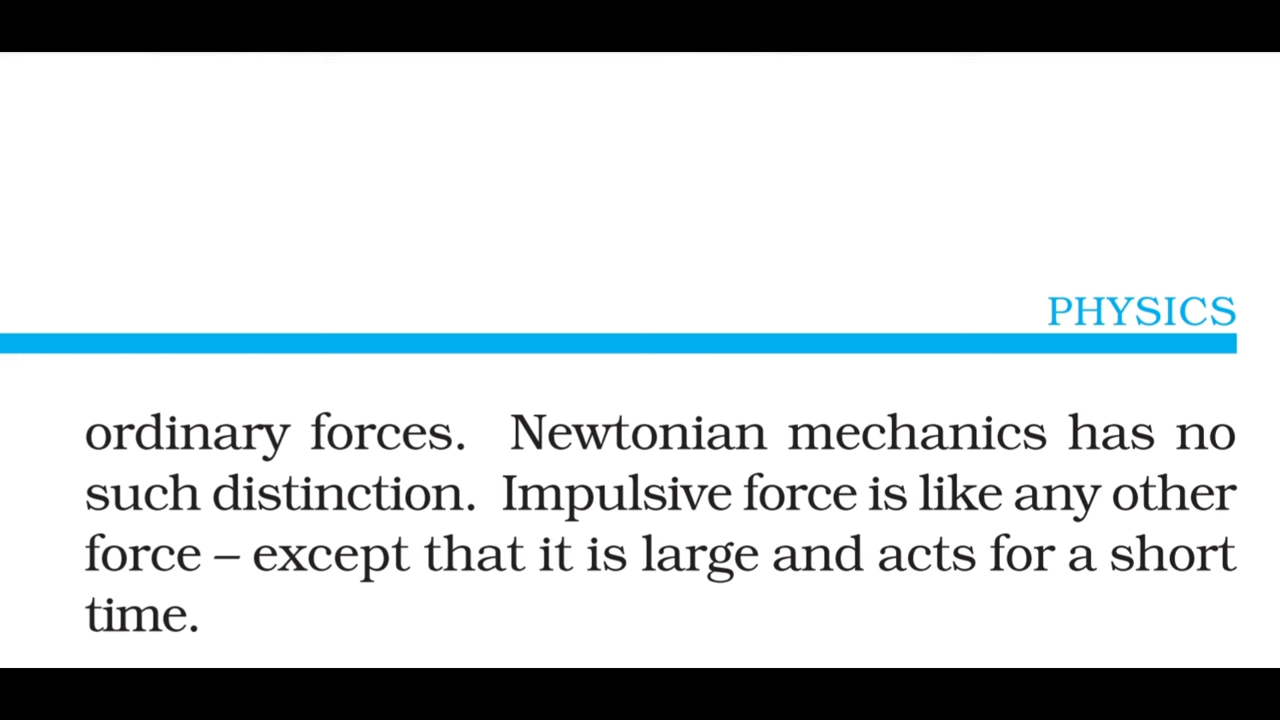 PHYSICS
ordinary forces. Newtonian mechanics has no
such distinction. Impulsive force is like any other
force – except that it is large and acts for a short
time.